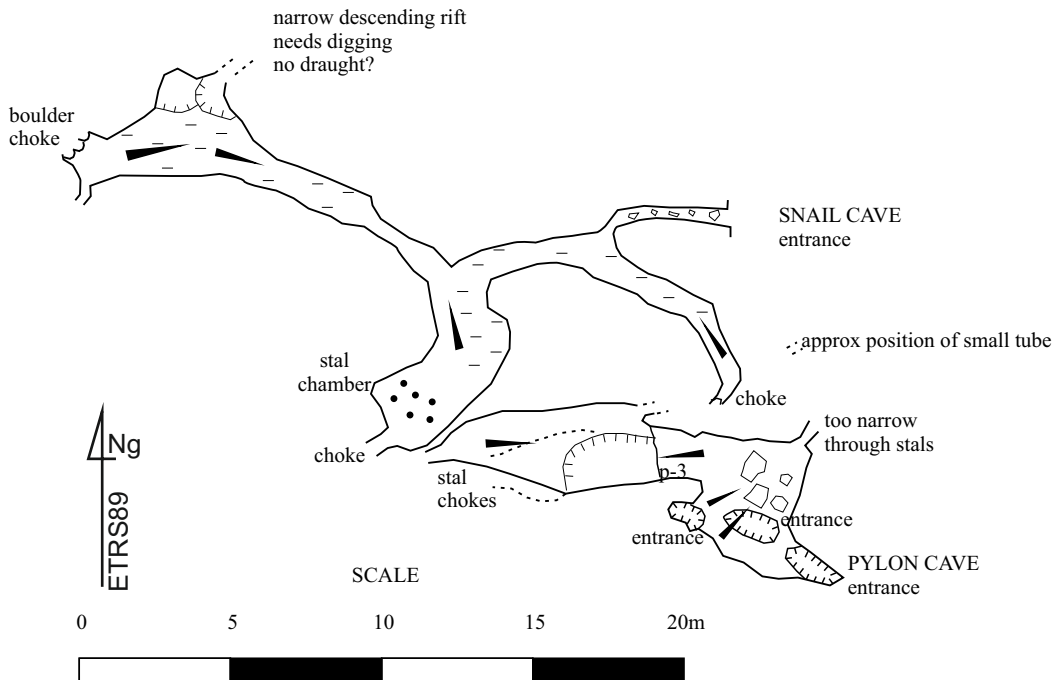 narrow descending rift
needs digging
no draught?
boulder
choke
SNAIL CAVE
entrance
approx position of small tube
stal
chamber
choke
too narrow
through stals
choke
stal
chokes
p-3
entrance
entrance
PYLON CAVE
entrance
Ng
ETRS89
SCALE
0 5 10 15 20m